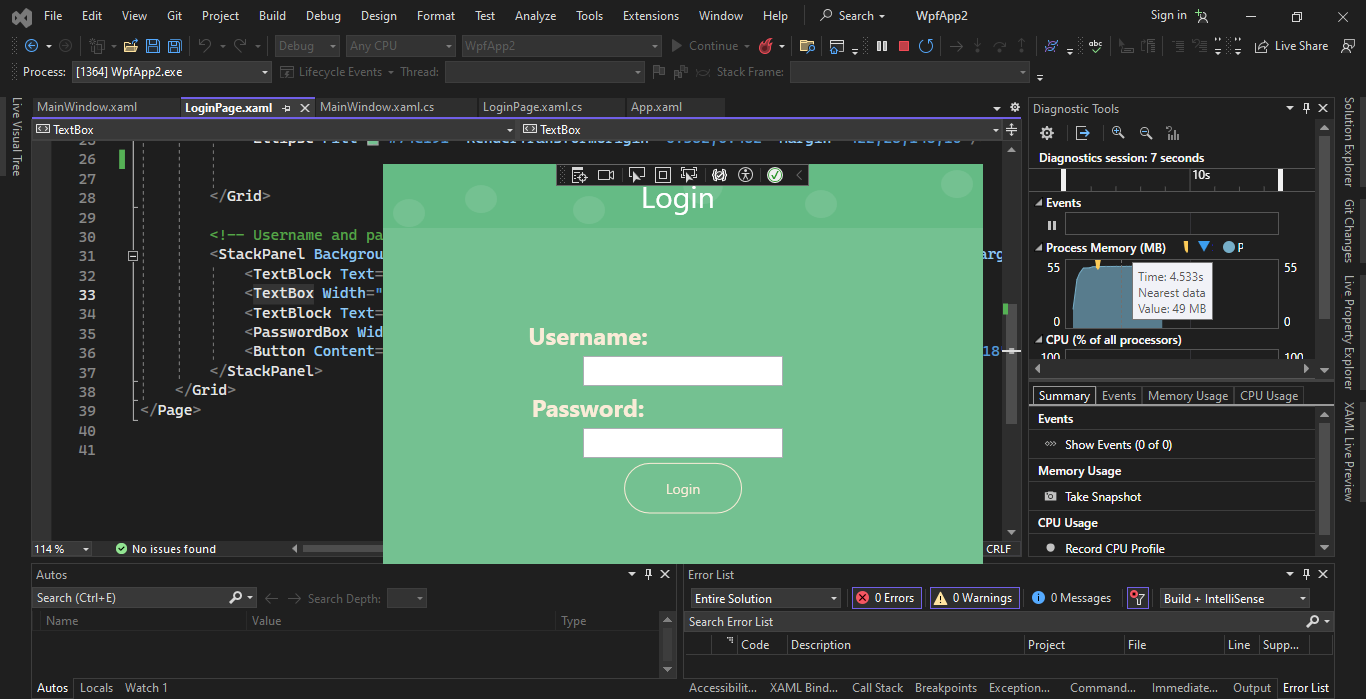 File Edit View Git Project Build Debug Design Format Test Analyze Tools Extensions Window Help Search WpfApp2 Sign in
Debug Any CPU WpfApp2 Continue Live Share
Process: [1364] WpfApp2.exe Lifecycle Events Thread: Stack Frame:
Live Visual Tree
MainWindow.xaml LoginPage.xaml MainWindow.xaml.cs LoginPage.xaml.cs App.xaml
TextBox TextBox
26
27
28 </Grid>
29
30 <!-- Username and pa
31 <StackPanel Backgrou
32 <TextBlock Text=
33 <TextBox Width="
34 <TextBlock Text=
35 <PasswordBox Wid
36 <Button Content= 18
37 </StackPanel>
38 </Grid>
39 </Page>
40
41
Login
Username:
Password:
Login
114 % No issues found CRLF
Diagnostic Tools
Diagnostics session: 7 seconds
10s
Events
Process Memory (MB) P
55 55
0 0
Time: 4.533s
Nearest data
Value: 49 MB
CPU (% of all processors)
100 100
Summary Events Memory Usage CPU Usage
Events
Show Events (0 of 0)
Memory Usage
Take Snapshot
CPU Usage
Record CPU Profile
Solution Explorer
Git Changes
Live Property Explorer
XAML Live Preview
Autos
Search (Ctrl+E) Search Depth:
Name Value Type
Autos Locals Watch 1
Error List
Entire Solution 0 Errors 0 Warnings 0 Messages Build + IntelliSense
Search Error List
Code Description Project File Line Supp...
Accessibilit... XAML Bind... Call Stack Breakpoints Exception... Command... Immediate... Output Error List